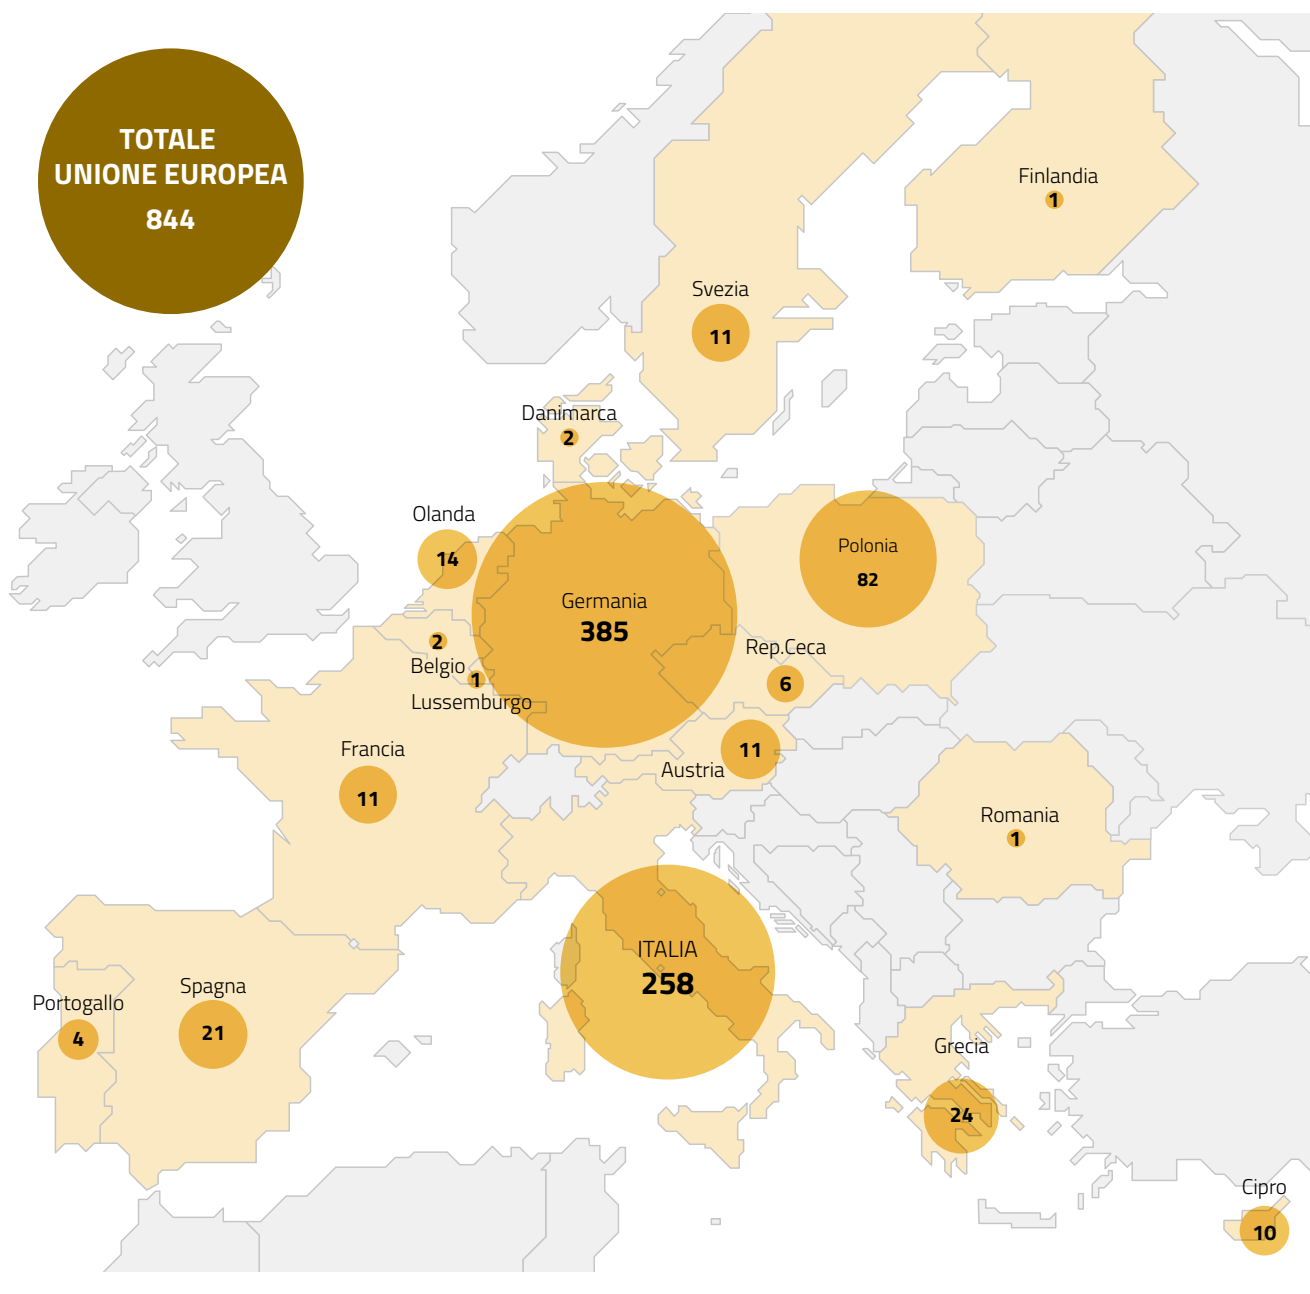 TOTALE
UNIONE EUROPEA
844
Finlandia
1
Svezia
11
Danimarca
2
Olanda
14
Polonia
82
Germania
385
2
Belgio
1
Lussemburgo
Rep.Ceca
6
Francia
11
11
Austria
Romania
1
ITALIA
258
Spagna
21
Portogallo
4
Grecia
24
Cipro
10